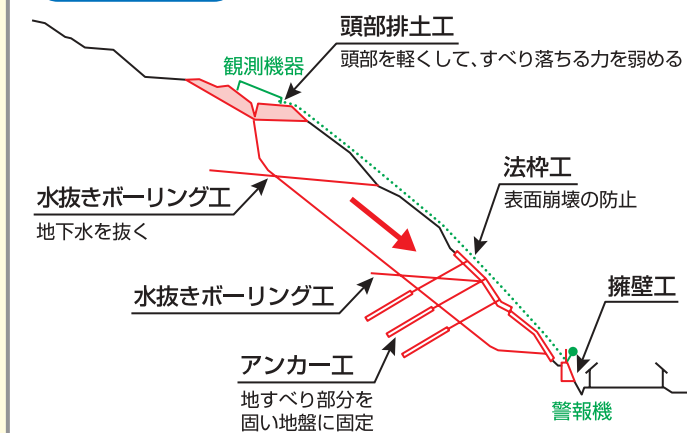 頭部排土工
頭部を軽くして、すべり落ちる力を弱める
観測機器
法枠工
表面崩壊の防止
水抜きボーリング工
地下水を抜く
水抜きボーリング工
擁壁工
アンカー工
地すべり部分を
固い地盤に固定
警報機